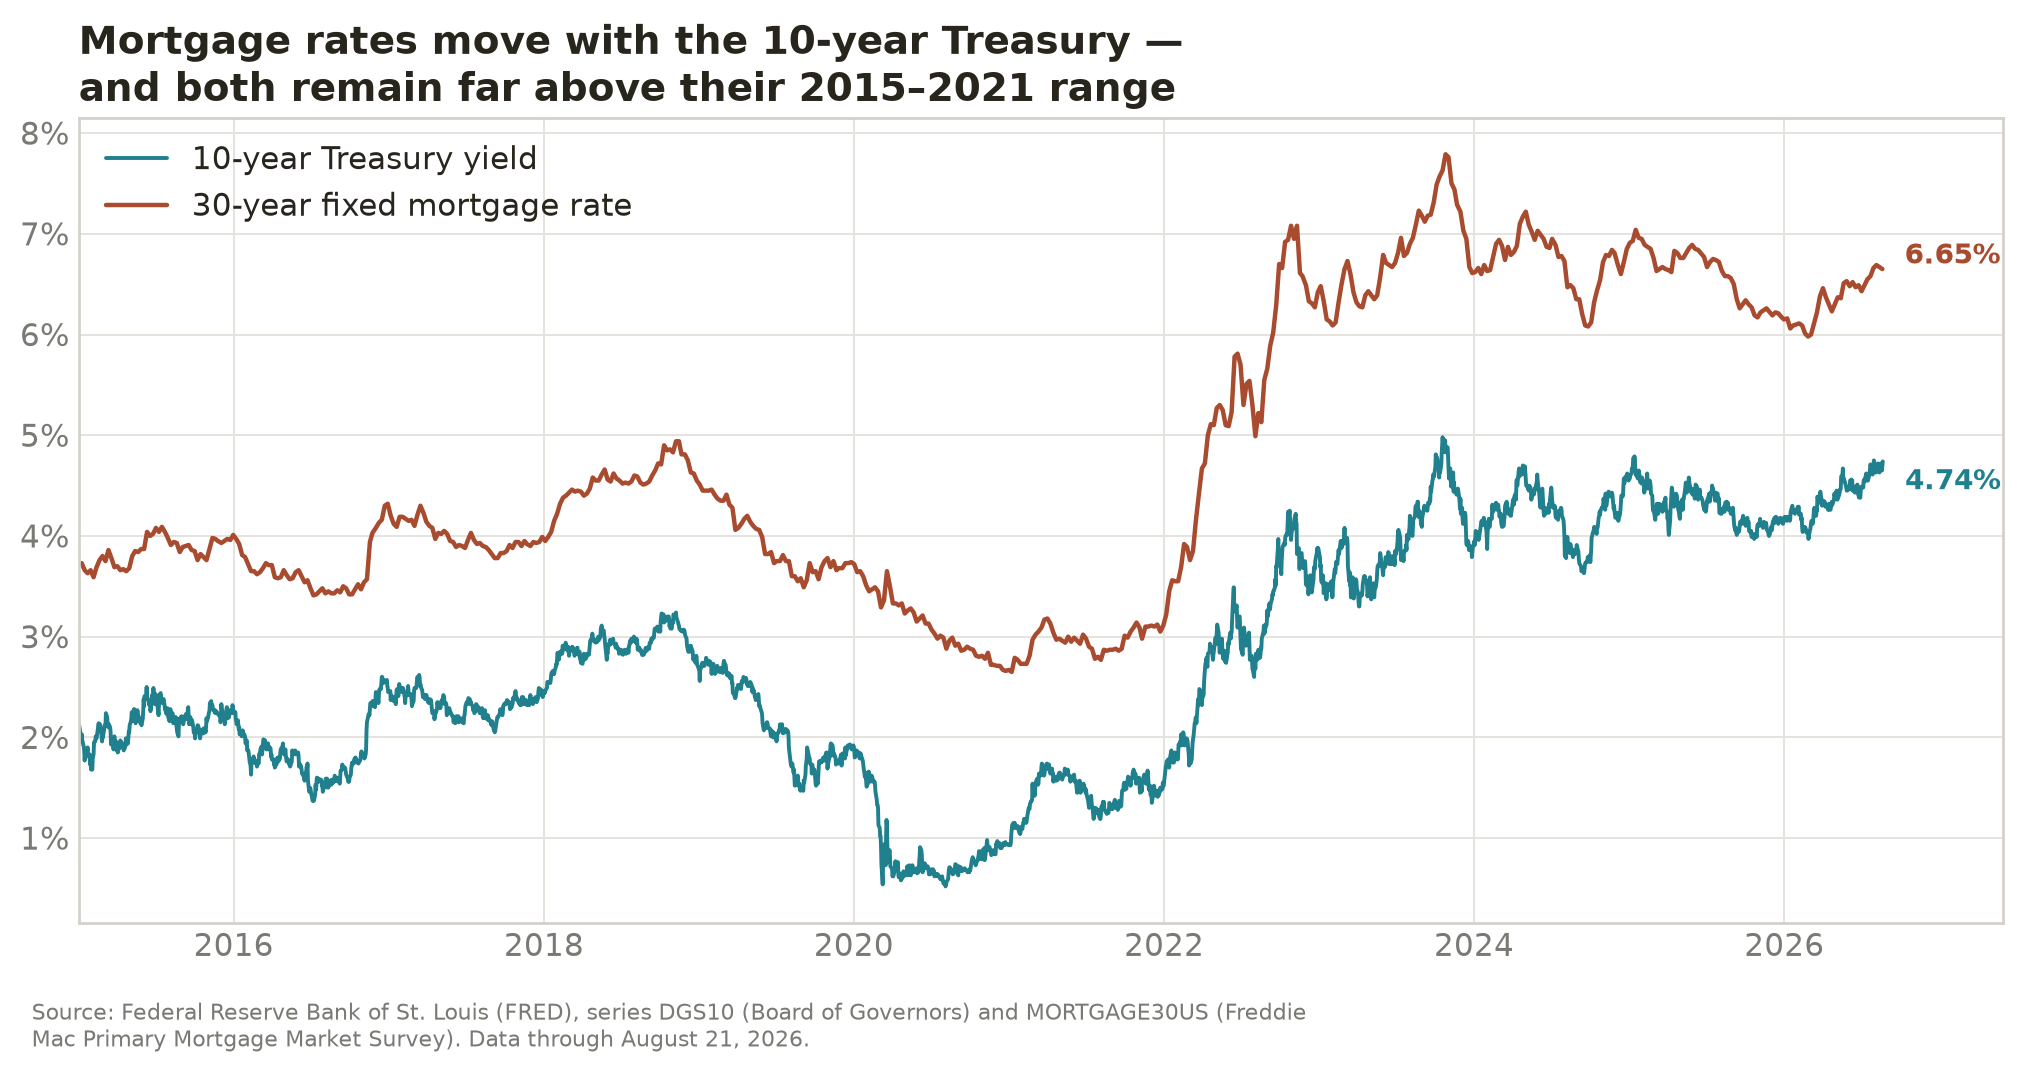 Mortgage rates move with the 10-year Treasury —
and both remain far above their 2015–2021 range
8%
7%
6%
5%
4%
3%
2%
1%
10-year Treasury yield
30-year fixed mortgage rate
6.65%
4.74%
2016
2018
2020
2022
2024
2026
Source: Federal Reserve Bank of St. Louis (FRED), series DGS10 (Board of Governors) and MORTGAGE30US (Freddie
Mac Primary Mortgage Market Survey). Data through August 21, 2026.